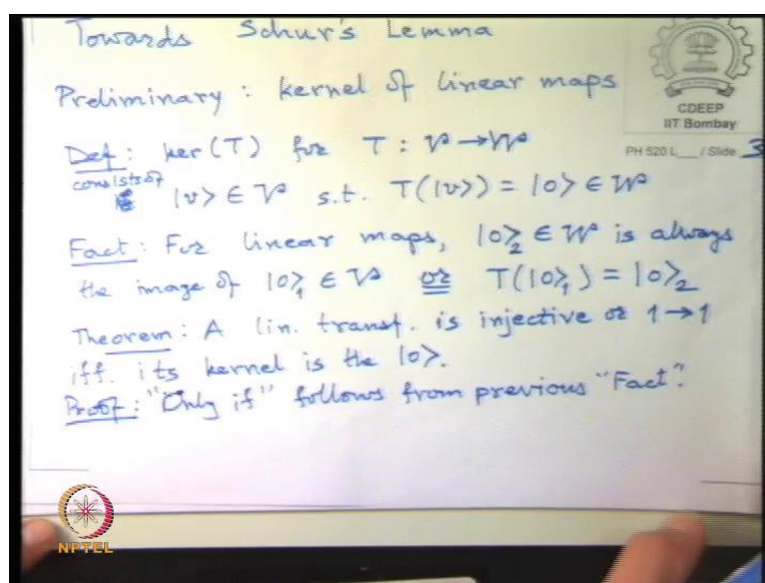 Towards Schur's Lemma
CDEEP
IIT Bombay
Preliminary : kernel of linear maps
PH 520 L___ / Slide 3
Def : ker (T) for T : V → W
consists of |v> ∈ V s.t. T(|v>) = |0> ∈ W
Fact : For linear maps, |0>₂ ∈ W is always
the image of |0>₁ ∈ V or T(|0>₁) = |0>₂
Theorem : A lin. transf. is injective or 1→1
iff. its kernel is the |0>.
Proof : "Only if" follows from previous "Fact".
NPTEL